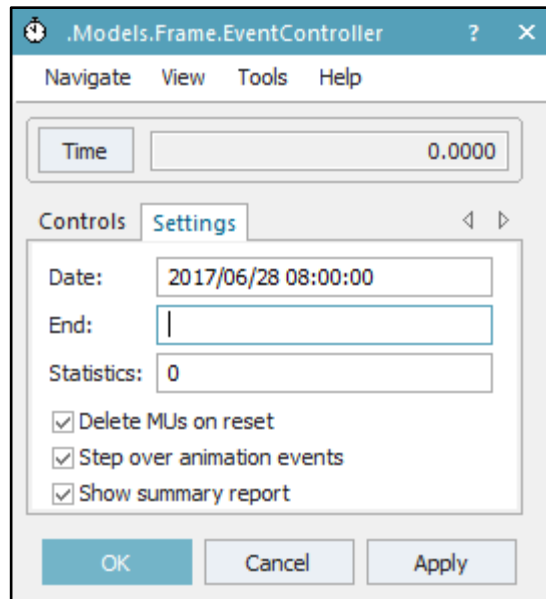 .Models.Frame.EventController ? ×
Navigate View Tools Help
Time 0.0000
Controls Settings
Date: 2017/06/28 08:00:00
End:
Statistics: 0
Delete MUs on reset
Step over animation events
Show summary report
OK Cancel Apply